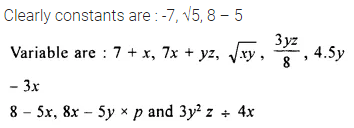 Clearly constants are : -7, √5, 8 – 5
Variable are : 7 + x, 7x + yz, √xy , 3yz/8 , 4.5y
– 3x
8 – 5x, 8x – 5y × p and 3y² z ÷ 4x